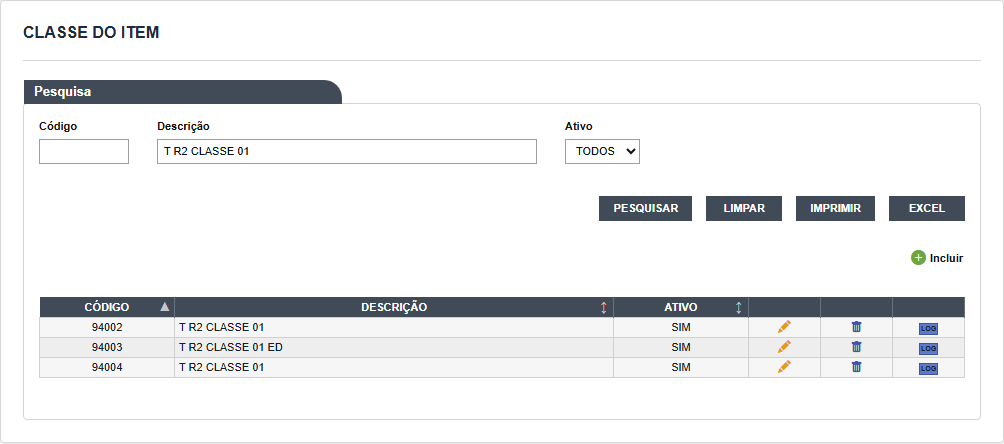 CLASSE DO ITEM
Pesquisa
Código Descrição Ativo
T R2 CLASSE 01 TODOS
PESQUISAR LIMPAR IMPRIMIR EXCEL
Incluir
CÓDIGO DESCRIÇÃO ATIVO
94002 T R2 CLASSE 01 SIM LOG
94003 T R2 CLASSE 01 ED SIM LOG
94004 T R2 CLASSE 01 SIM LOG